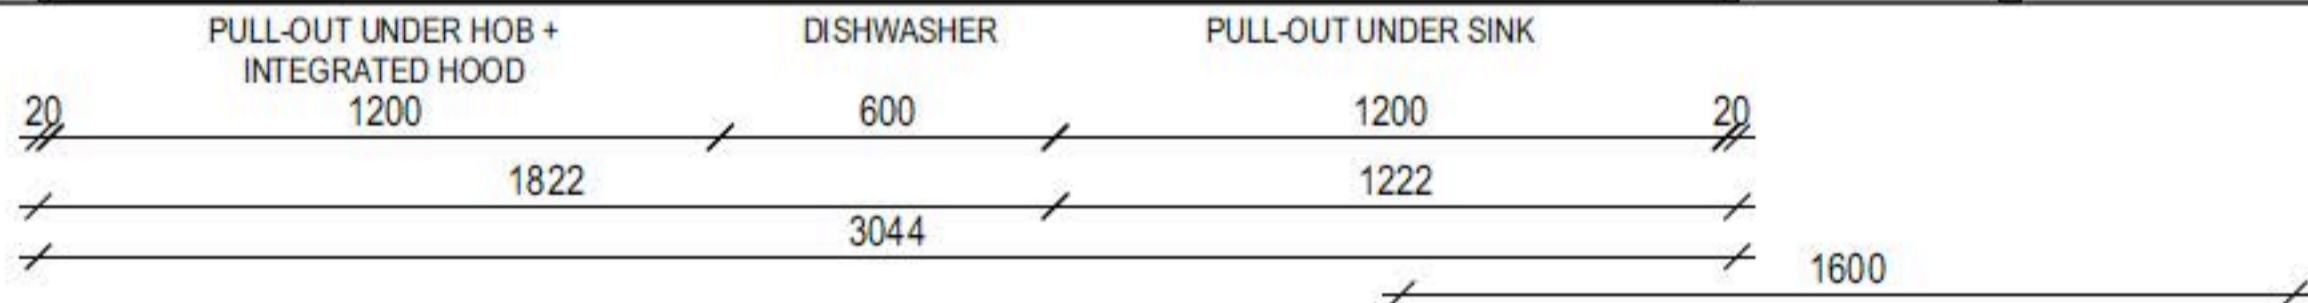 PULL-OUT UNDER HOB + DISHWASHER PULL-OUT UNDER SINK
INTEGRATED HOOD
20 1200 600 1200 20
1822 1222
3044
1600